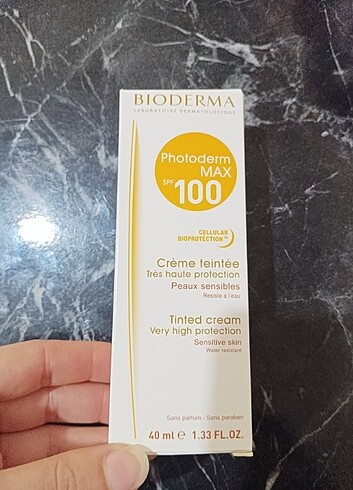 BIODERMA
LABORATOIRE DERMATOLOGIQUE
Photoderm
MAX
SPF 100
CELLULAR
BIOPROTECTION™
Crème teintée
Très haute protection
Peaux sensibles
Résiste à l'eau
Tinted cream
Very high protection
Sensitive skin
Water resistant
Sans parfum - Sans paraben
40 ml e 1.33 FL.OZ.